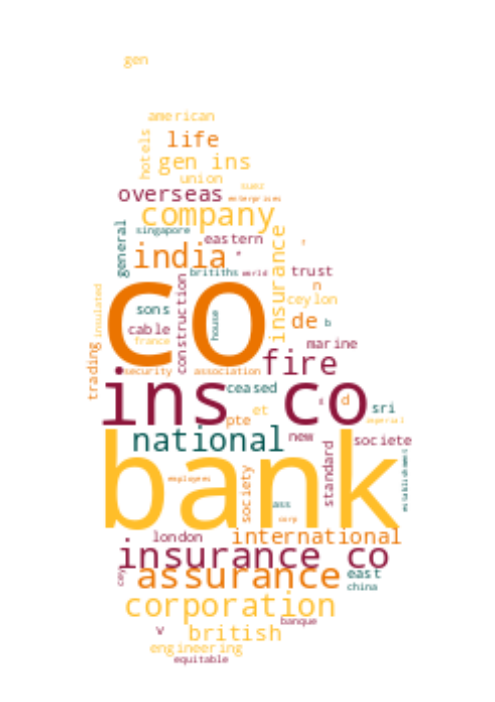 gen
american
hotels
life
gen ins
union
suez
overseas
enterprises
company
singapore
general
eastern
india
insurance
britiths
world
trust
n
ceylon
co
insulated
construction
sons
house
de
b
cable
france
marine
trading
security
association
fire
ins co
ceased
et
d
sri
pte
imperial
national
new
societe
bank
standard
establishment
employees
society
ass
corp
london
international
insurance co
cey
assurance
east
china
corporation
banque
v
british
engineering
equitable